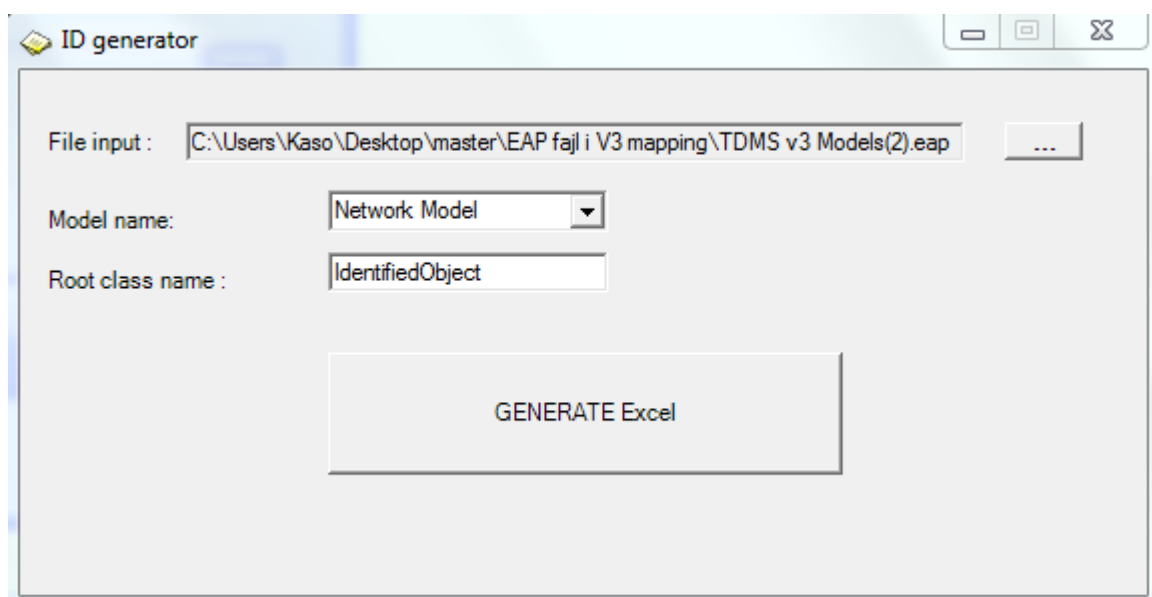 ID generator
File input : C:\Users\Kaso\Desktop\master\EAP fajl i V3 mapping\TDMS v3 Models(2).eap ...
Model name: Network Model
Root class name : IdentifiedObject
GENERATE Excel